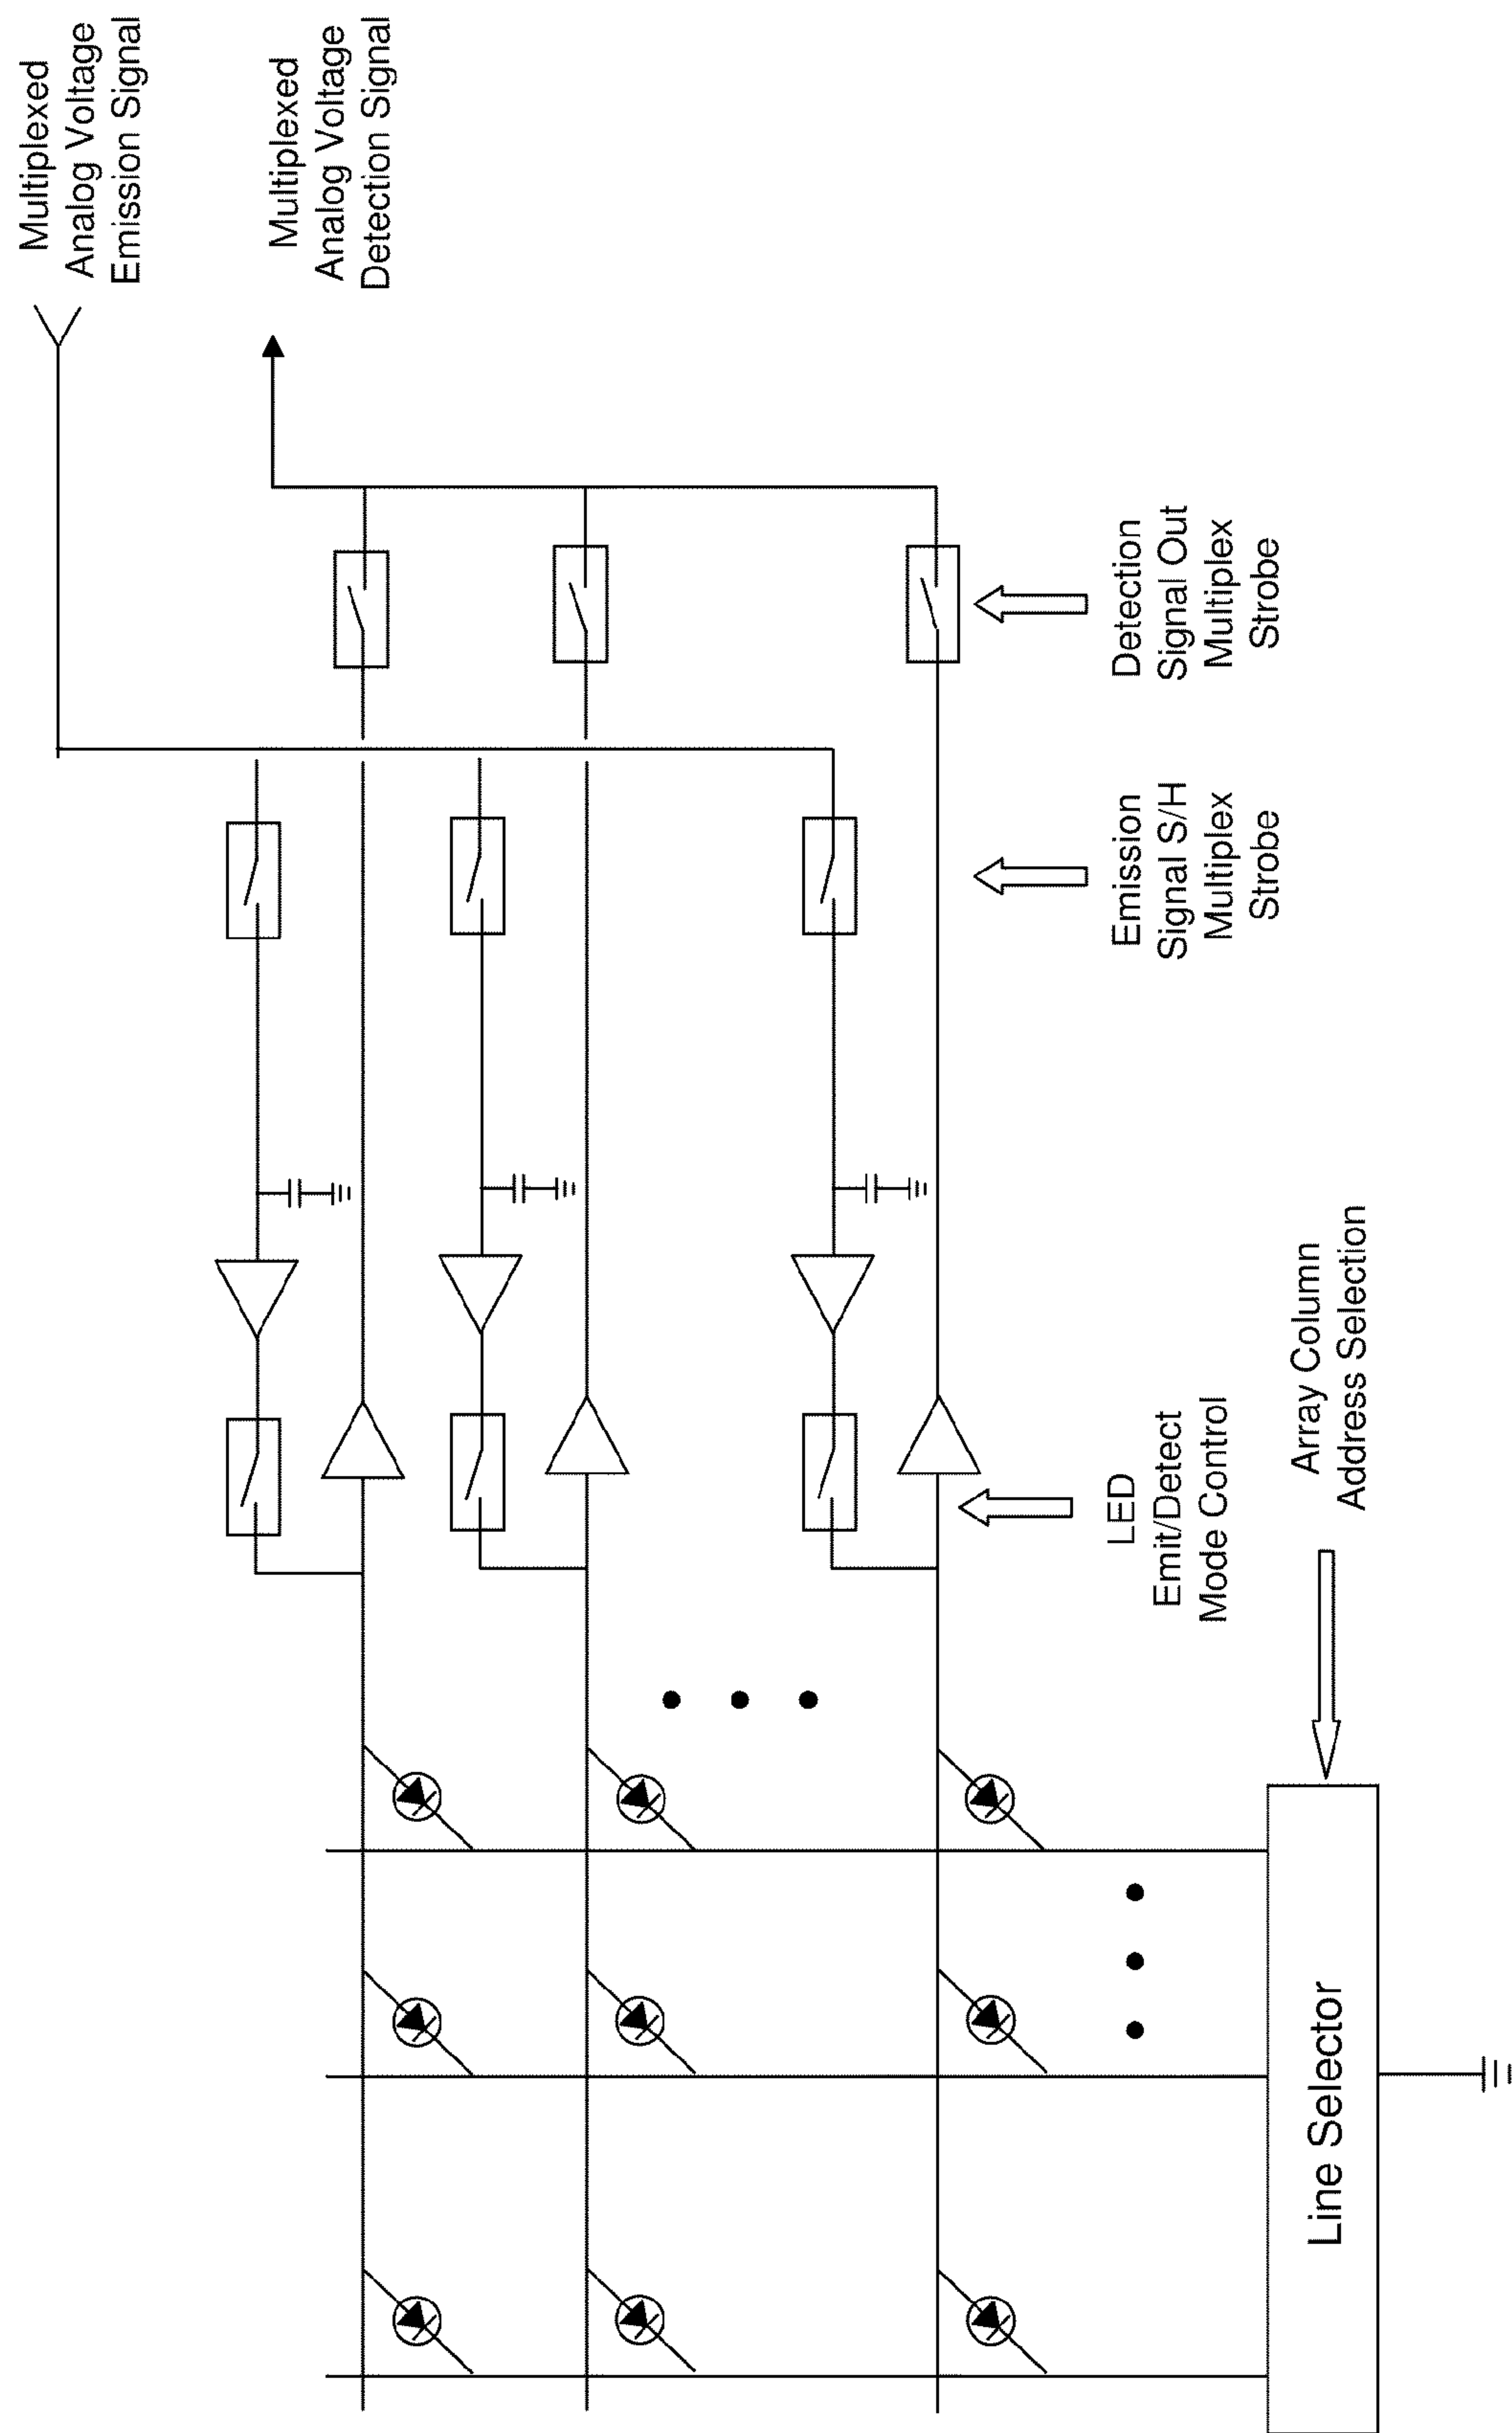 Multiplexed
Analog Voltage
Emission Signal
Multiplexed
Analog Voltage
Detection Signal
Detection
Signal Out
Multiplex
Strobe
Emission
Signal S/H
Multiplex
Strobe
LED
Emit/Detect
Mode Control
Array Column
Address Selection
Line Selector